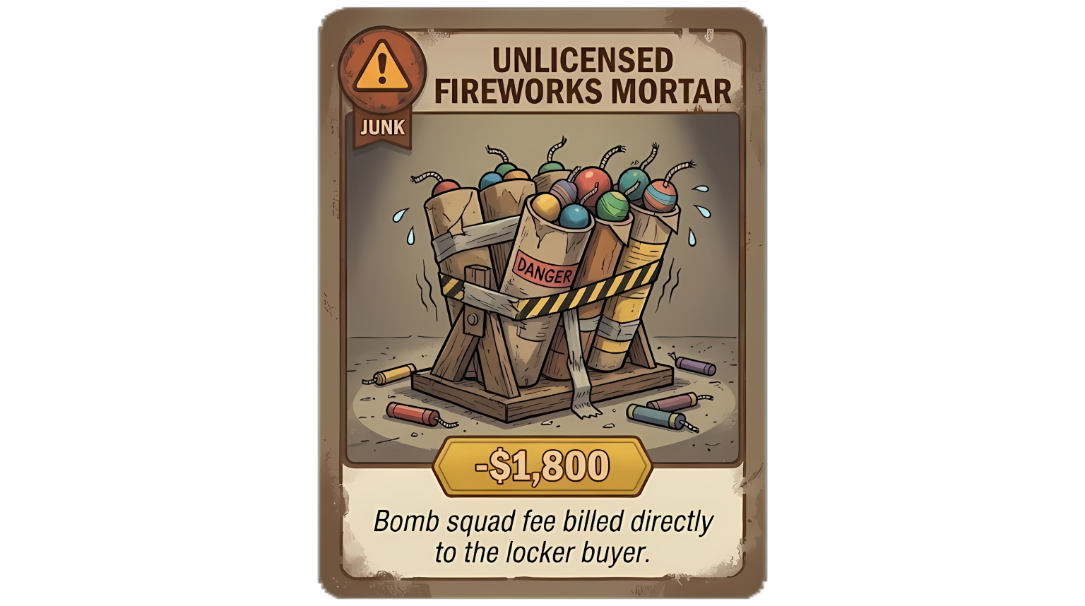 UNLICENSED
FIREWORKS MORTAR
JUNK
DANGER
-$1,800
Bomb squad fee billed directly
to the locker buyer.